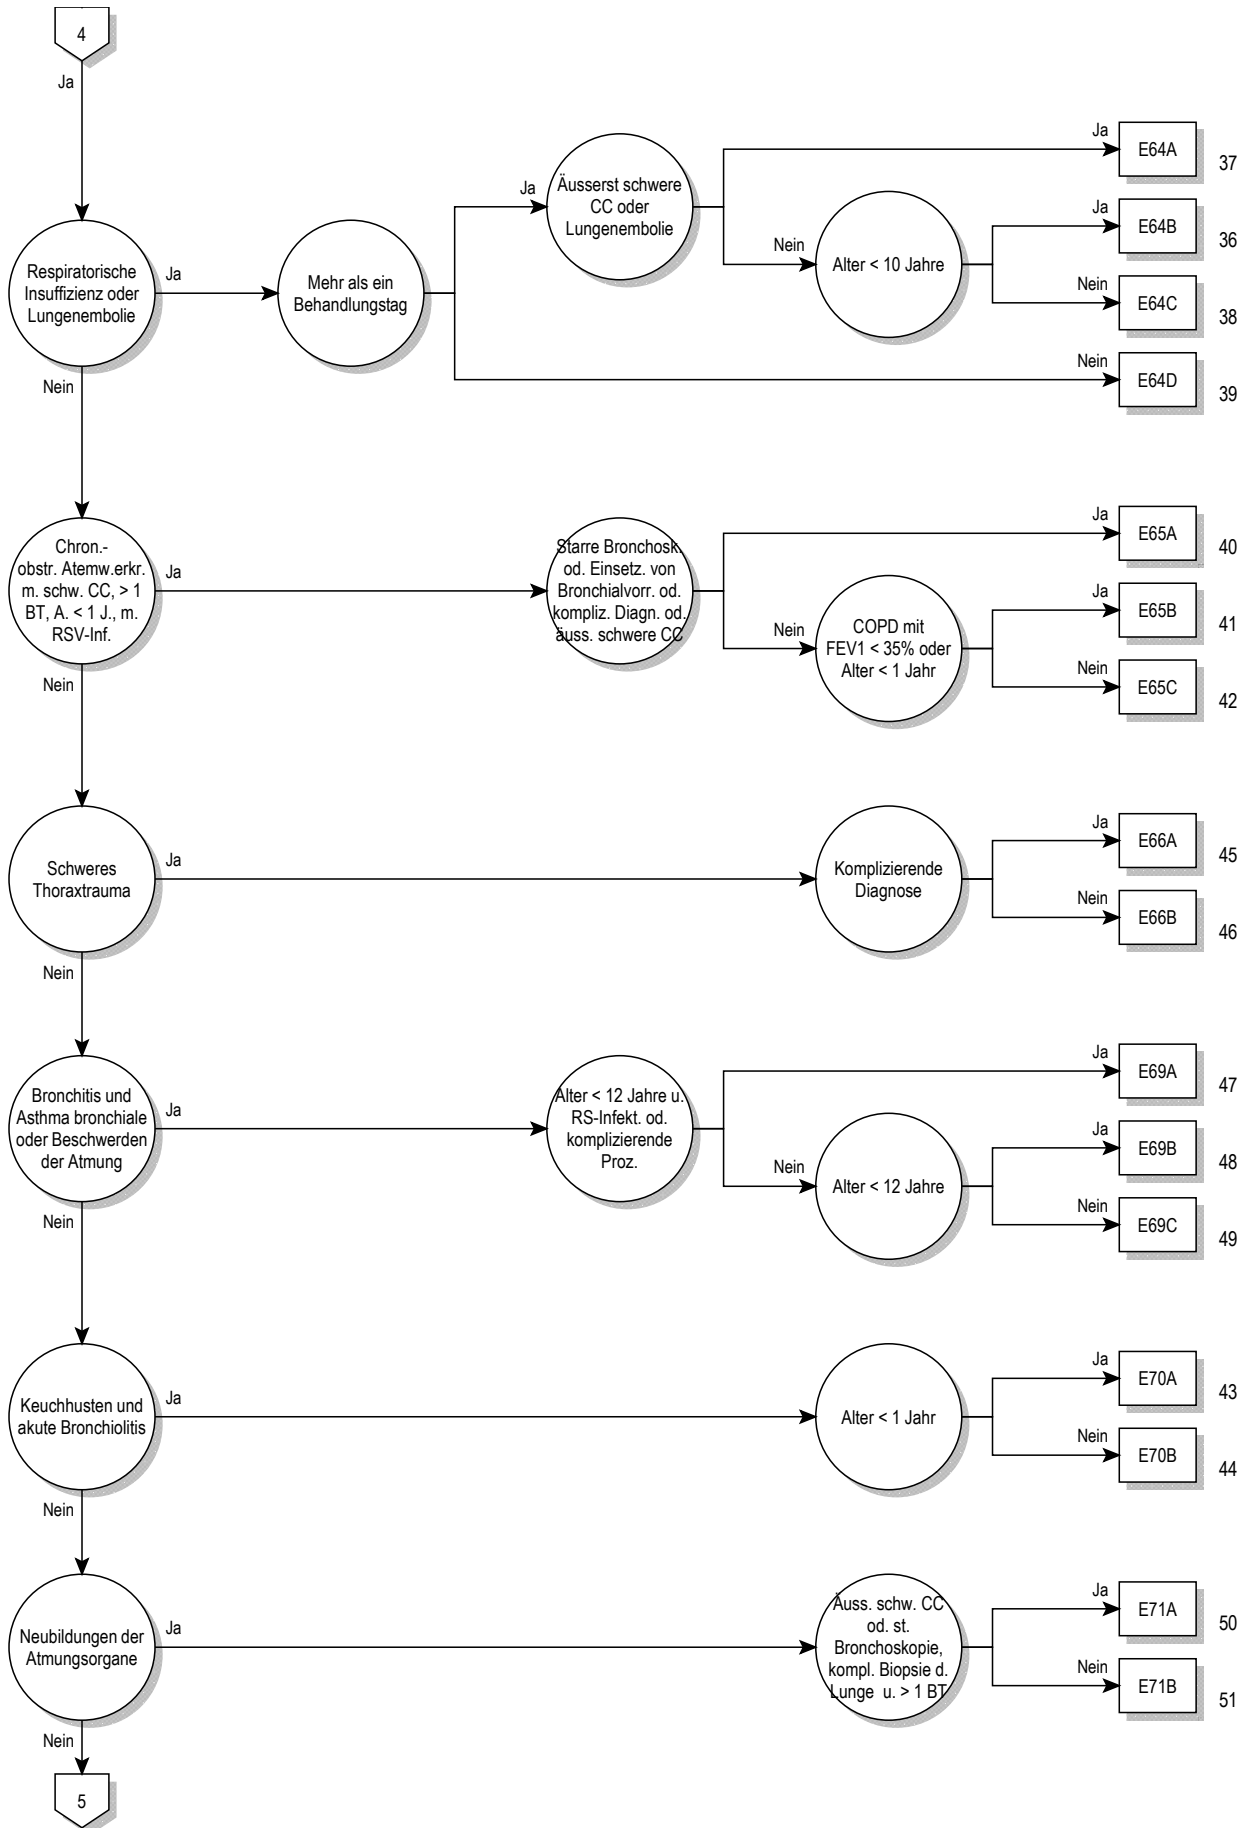 4
Ja
Respiratorische
Insuffizienz oder
Lungenembolie
Ja
Mehr als ein
Behandlungstag
Ja
Äusserst schwere
CC oder
Lungenembolie
Ja
E64A
37
Nein
Alter < 10 Jahre
Ja
E64B
36
Nein
E64C
38
Nein
E64D
39
Nein
Chron.-
obstr. Atemw.erkr.
m. schw. CC, > 1
BT, A. < 1 J., m.
RSV-Inf.
Ja
Starre Bronchosk.
od. Einsetz. von
Bronchialvorr. od.
kompliz. Diagn. od.
äuss. schwere CC
Ja
E65A
40
Nein
COPD mit
FEV1 < 35% oder
Alter < 1 Jahr
Ja
E65B
41
Nein
E65C
42
Nein
Schweres
Thoraxtrauma
Ja
Komplizierende
Diagnose
Ja
E66A
45
Nein
E66B
46
Nein
Bronchitis und
Asthma bronchiale
oder Beschwerden
der Atmung
Ja
Alter < 12 Jahre u.
RS-Infekt. od.
komplizierende
Proz.
Ja
E69A
47
Nein
Alter < 12 Jahre
Ja
E69B
48
Nein
E69C
49
Nein
Keuchhusten und
akute Bronchiolitis
Ja
Alter < 1 Jahr
Ja
E70A
43
Nein
E70B
44
Nein
Neubildungen der
Atmungsorgane
Ja
Äuss. schw. CC
od. st.
Bronchoskopie,
kompl. Biopsie d.
Lunge u. > 1 BT
Ja
E71A
50
Nein
E71B
51
Nein
5